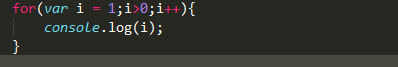 for(var i = 1;i>0;i++){
    console.log(i);
}